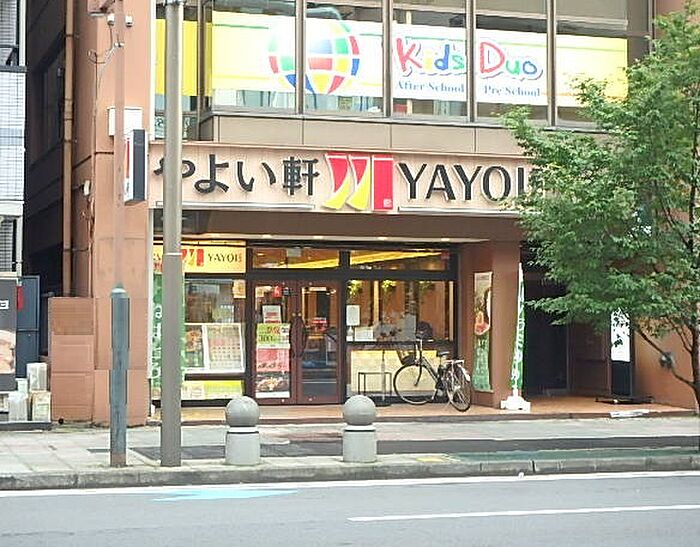 Kid's Duo
After School Pre School
やよい軒 YAYOI
YAYOI